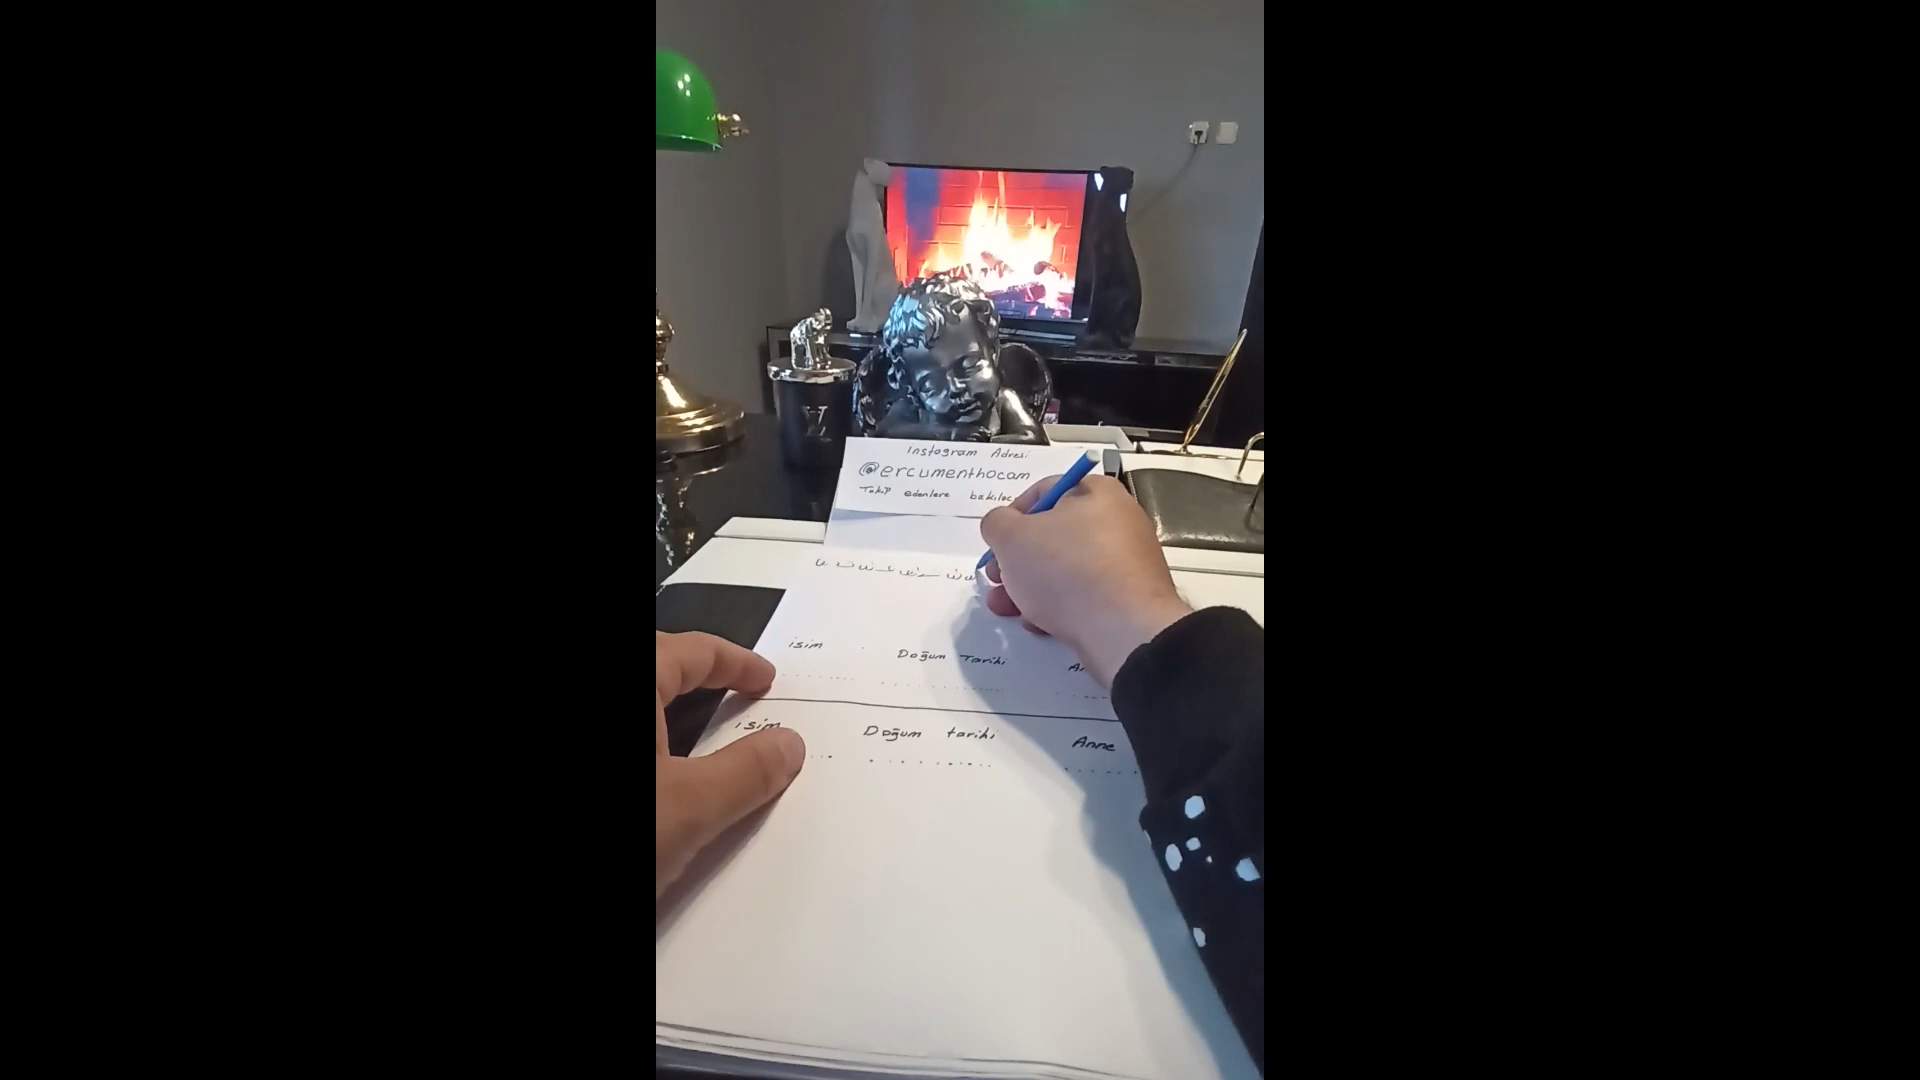 Instagram Adresi
@ercumenthocam
Takip edenlere
isim Doğum Tarihi
isim Doğum tarihi Anne